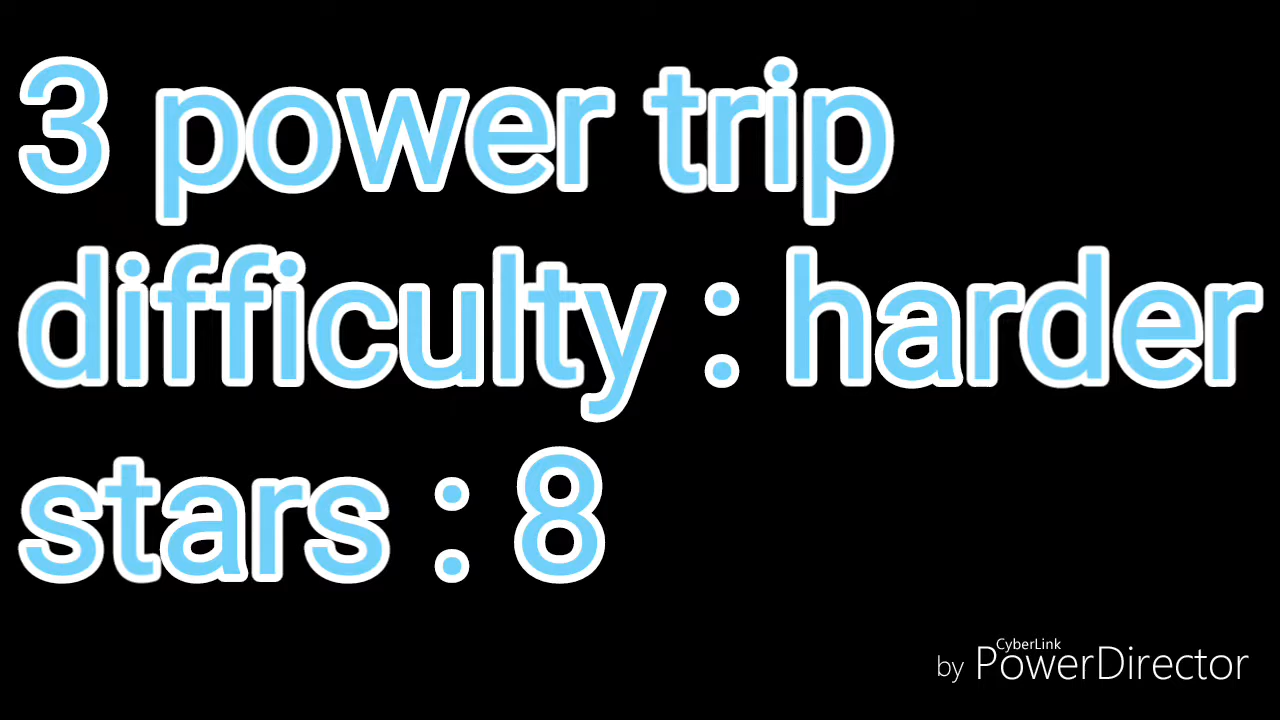 3 power trip
difficulty : harder
stars : 8
CyberLink
by PowerDirector